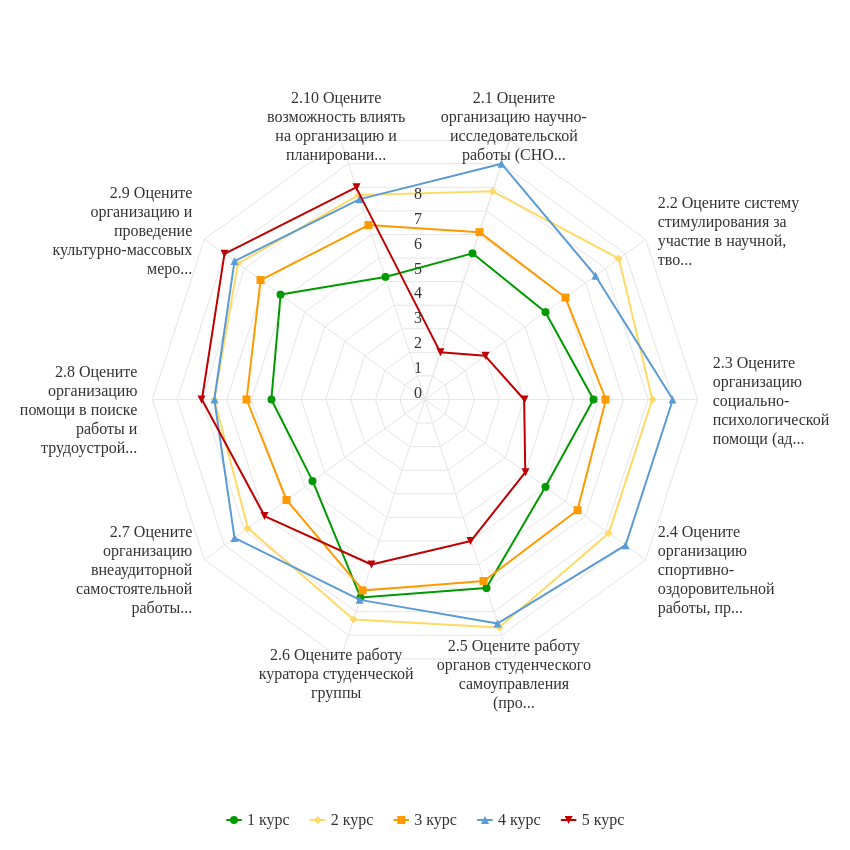 2.10 Оцените
возможность влиять
на организацию и
планировани...
2.1 Оцените
организацию научно-
исследовательской
работы (СНО...
2.9 Оцените
организацию и
проведение
культурно-массовых
меро...
2.2 Оцените систему
стимулирования за
участие в научной,
тво...
8
7
6
5
4
3
2
1
0
2.8 Оцените
организацию
помощи в поиске
работы и
трудоустрой...
2.3 Оцените
организацию
социально-
психологической
помощи (ад...
2.7 Оцените
организацию
внеаудиторной
самостоятельной
работы...
2.4 Оцените
организацию
спортивно-
оздоровительной
работы, пр...
2.6 Оцените работу
куратора студенческой
группы
2.5 Оцените работу
органов студенческого
самоуправления
(про...
1 курс 2 курс 3 курс 4 курс 5 курс